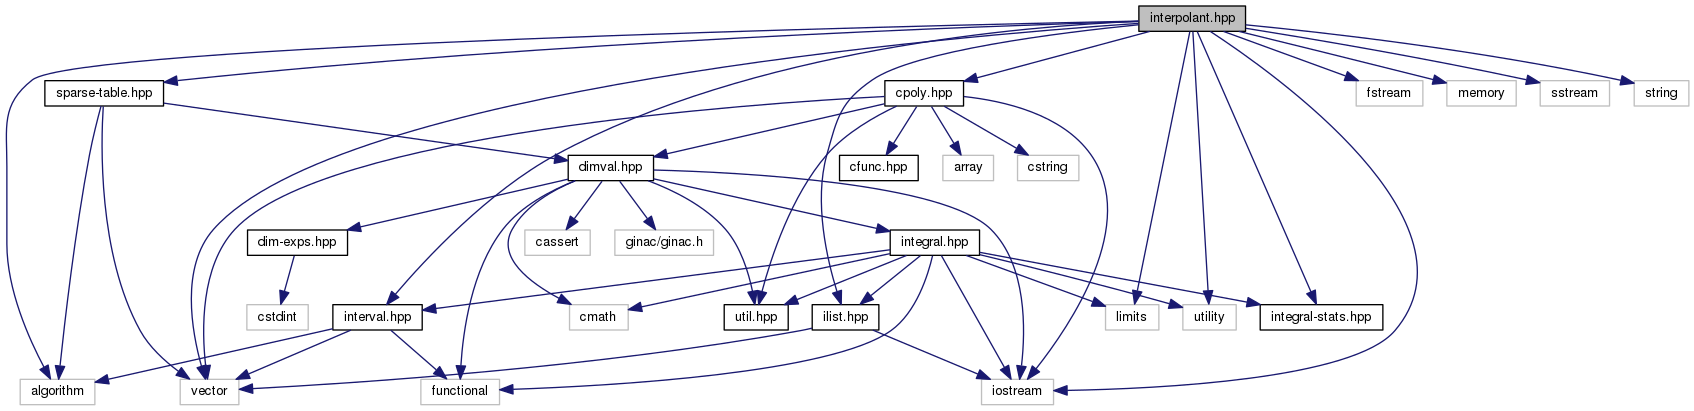 interpolant.hpp
sparse-table.hpp
cpoly.hpp
fstream
memory
sstream
string
dimval.hpp
cfunc.hpp
array
cstring
dim-exps.hpp
cassert
ginac/ginac.h
integral.hpp
cstdint
interval.hpp
cmath
util.hpp
ilist.hpp
limits
utility
integral-stats.hpp
algorithm
vector
functional
iostream